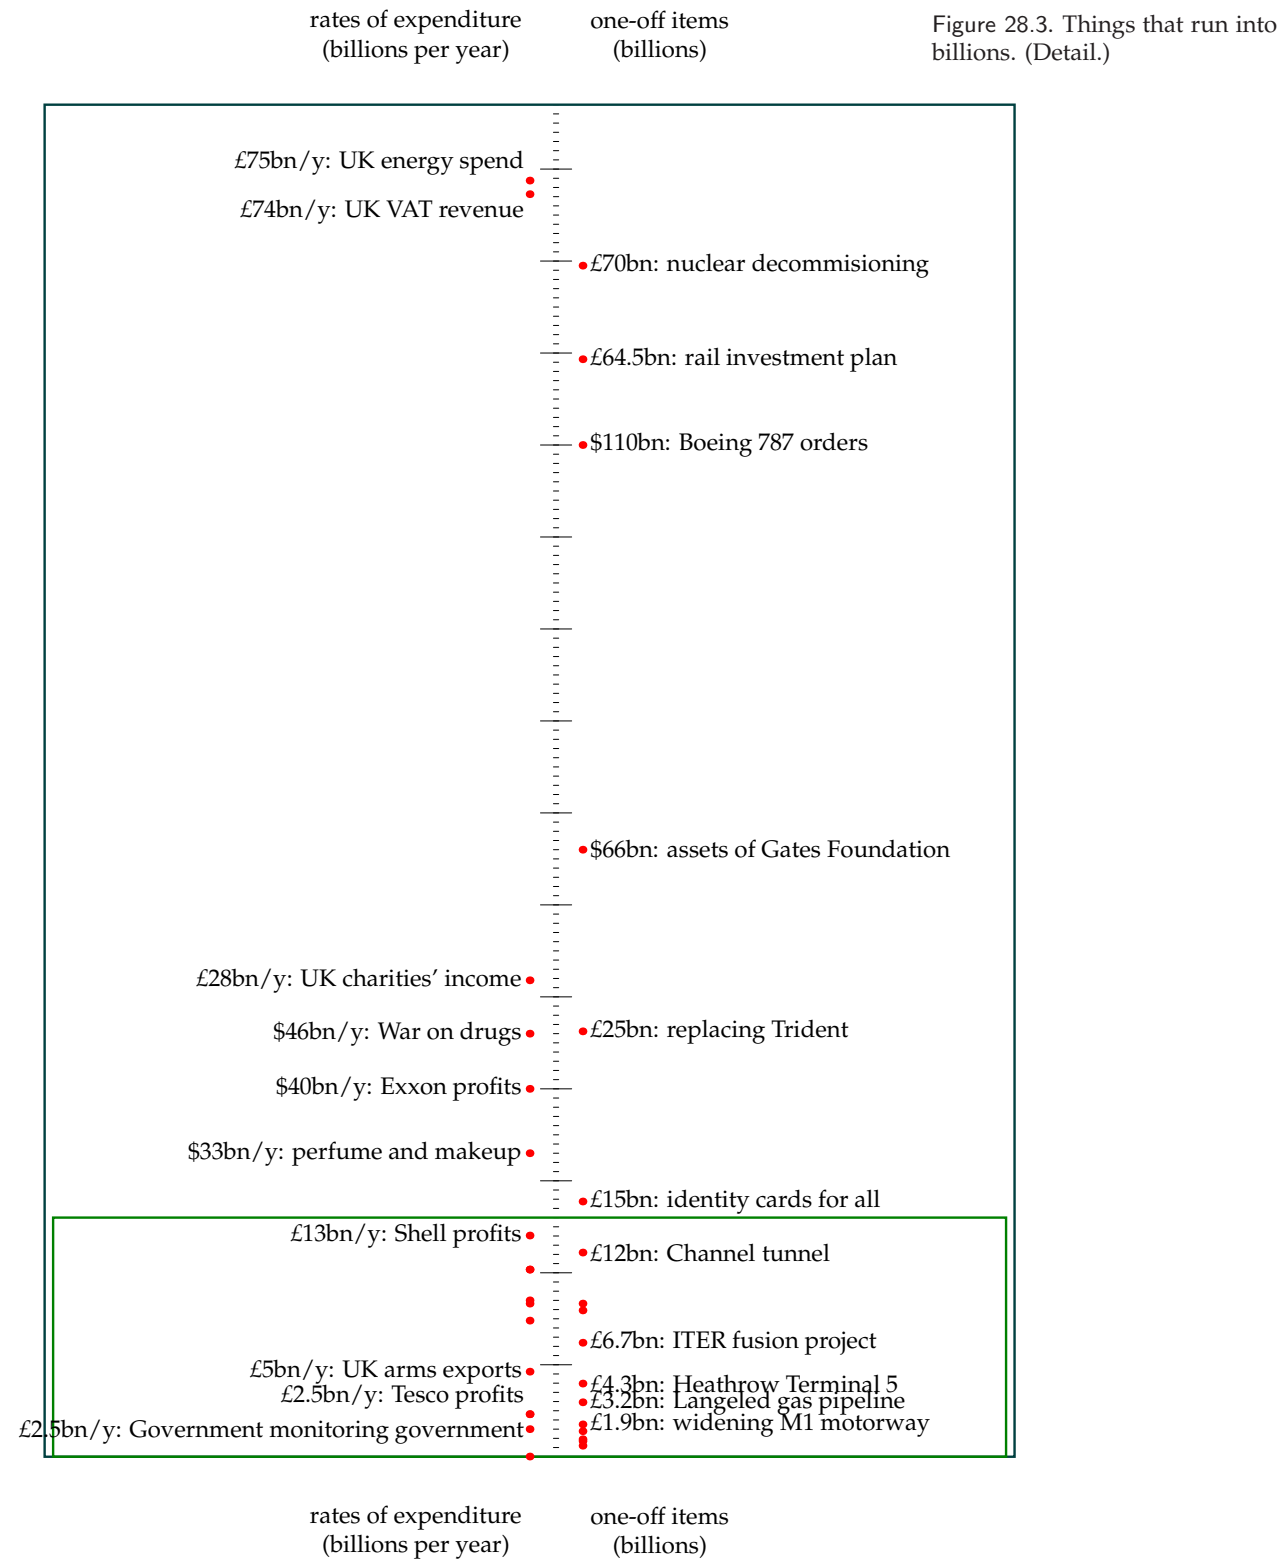 rates of expenditure
(billions per year)
one-off items
(billions)
Figure 28.3. Things that run into
billions. (Detail.)
£75bn/y: UK energy spend
£74bn/y: UK VAT revenue
£70bn: nuclear decommisioning
£64.5bn: rail investment plan
$110bn: Boeing 787 orders
$66bn: assets of Gates Foundation
£28bn/y: UK charities' income
$46bn/y: War on drugs
£25bn: replacing Trident
$40bn/y: Exxon profits
$33bn/y: perfume and makeup
£15bn: identity cards for all
£13bn/y: Shell profits
£12bn: Channel tunnel
£6.7bn: ITER fusion project
£5bn/y: UK arms exports
£4.3bn: Heathrow Terminal 5
£2.5bn/y: Tesco profits
£3.2bn: Langeled gas pipeline
£1.9bn: widening M1 motorway
£2.5bn/y: Government monitoring government
rates of expenditure
(billions per year)
one-off items
(billions)